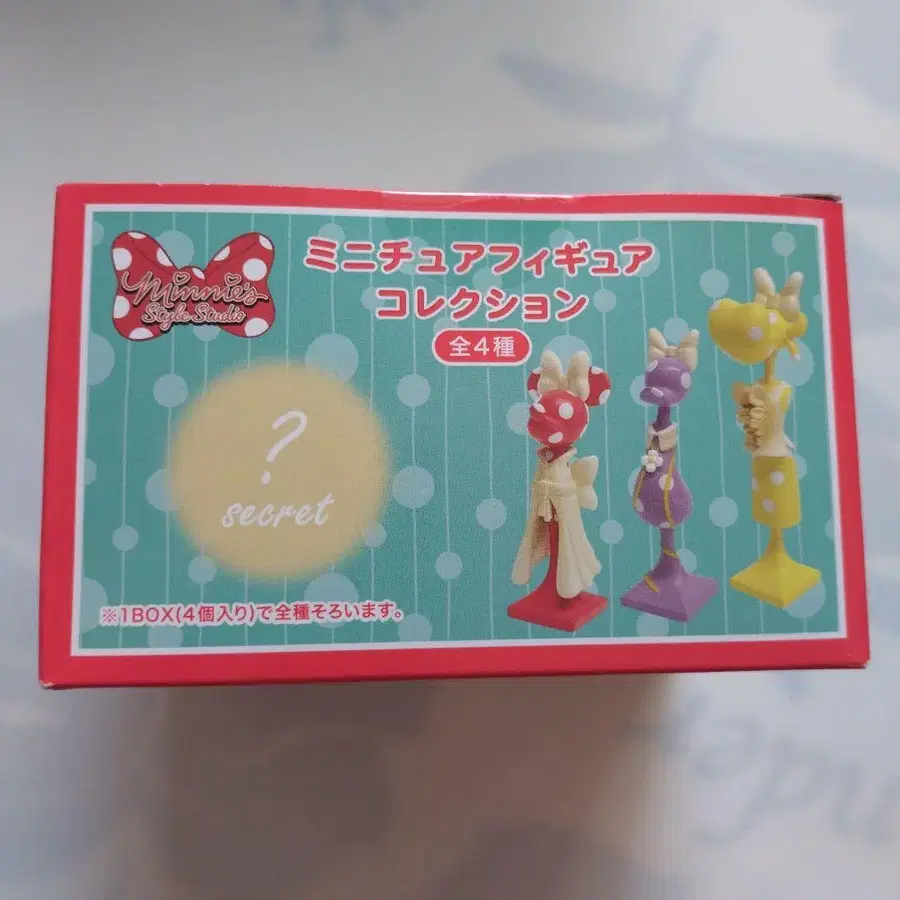 Minnie's
Style Studio
ミニチュアフィギュア
コレクション
全4種
?
secret
※1BOX(4個入り)で全種そろいます。